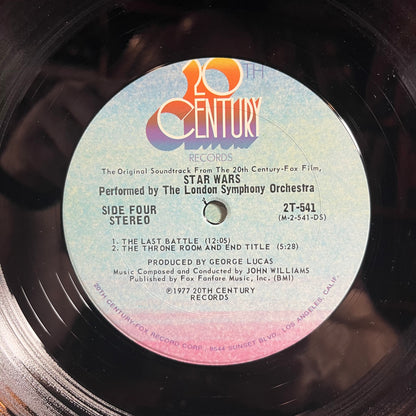 20TH
CENTURY
RECORDS
The Original Soundtrack From The 20th Century-Fox Film,
STAR WARS
Performed by The London Symphony Orchestra
SIDE FOUR
STEREO
2T-541
(M-2-541-DS)
1. THE LAST BATTLE (12:05)
2. THE THRONE ROOM AND END TITLE (5:28)
PRODUCED BY GEORGE LUCAS
Music Composed and Conducted by JOHN WILLIAMS
Published by Fox Fanfare Music, Inc. (BMI)
℗1977 20TH CENTURY
RECORDS
20TH CENTURY-FOX RECORD CORP. · 8544 SUNSET BLVD., LOS ANGELES, CALIF.